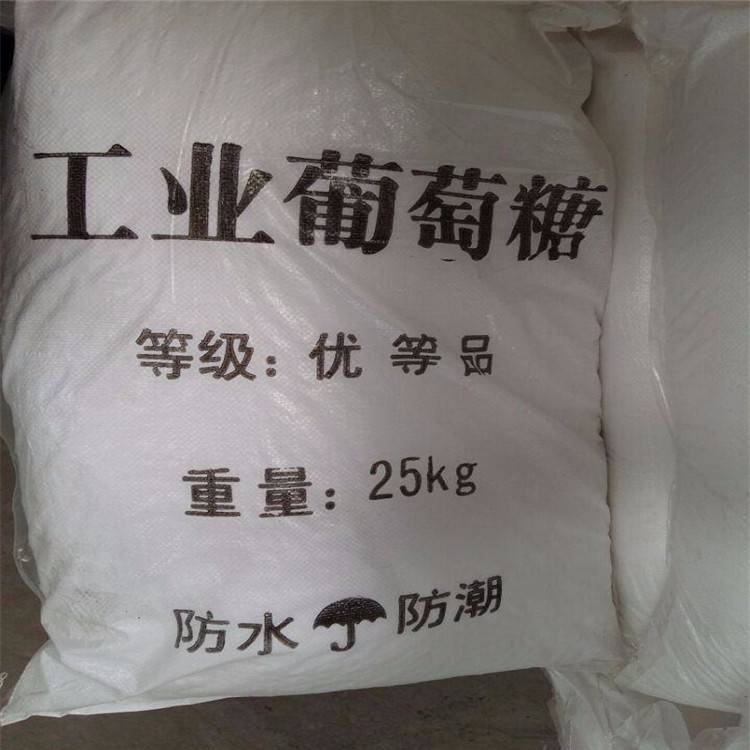 工业葡萄糖
等级：优等品
重量：25kg
防水 防潮